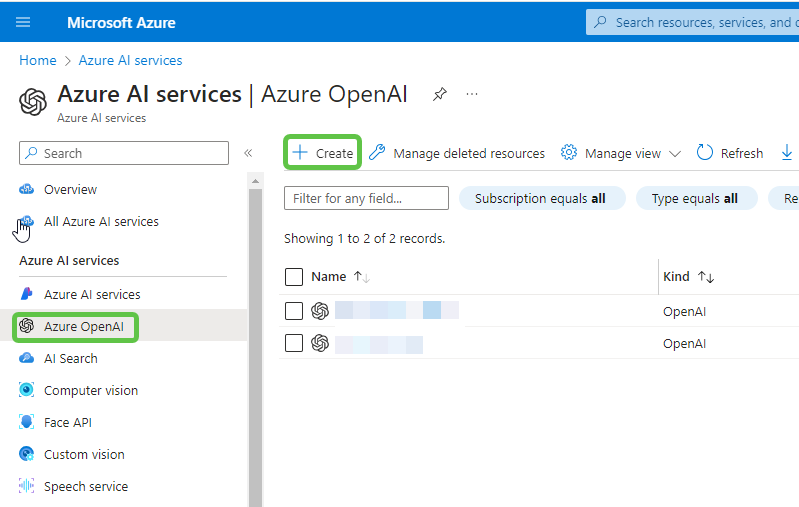 Microsoft Azure
Search resources, services, and
Home > Azure AI services
Azure AI services | Azure OpenAI
Azure AI services
Search
Create
Manage deleted resources
Manage view
Refresh
Overview
All Azure AI services
Filter for any field...
Subscription equals all
Type equals all
Re
Showing 1 to 2 of 2 records.
Azure AI services
Name
Kind
Azure AI services
Azure OpenAI
OpenAI
OpenAI
AI Search
Computer vision
Face API
Custom vision
Speech service